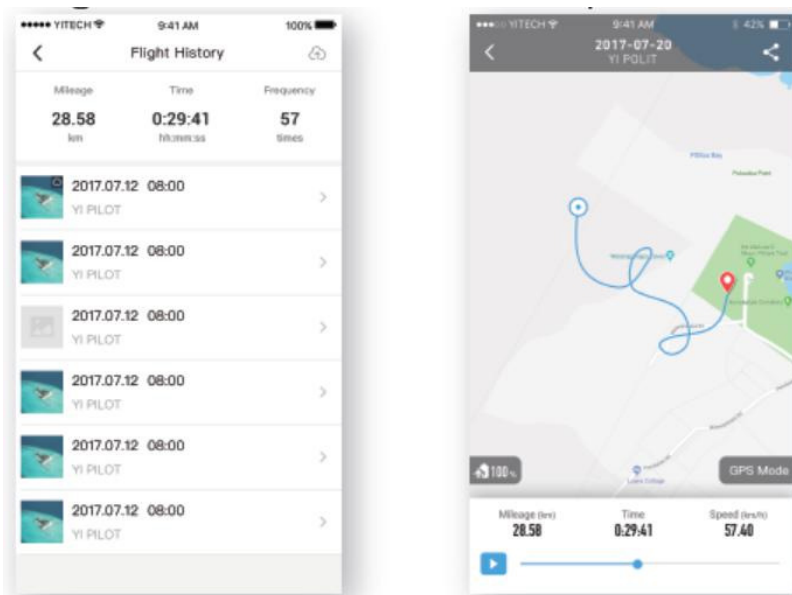 YITECH 9:41 AM 100%
Flight History
Mileage Time Frequency
28.58 0:29:41 57
km hh:mm:ss times
2017.07.12 08:00
YI PILOT
2017.07.12 08:00
YI PILOT
2017.07.12 08:00
YI PILOT
2017.07.12 08:00
YI PILOT
2017.07.12 08:00
YI PILOT
2017.07.12 08:00
YI PILOT
YITECH 9:41 AM 42%
2017-07-20
YI POLIT
100 %
GPS Mode
Mileage (km) Time Speed (km/h)
28.58 0:29:41 57.40